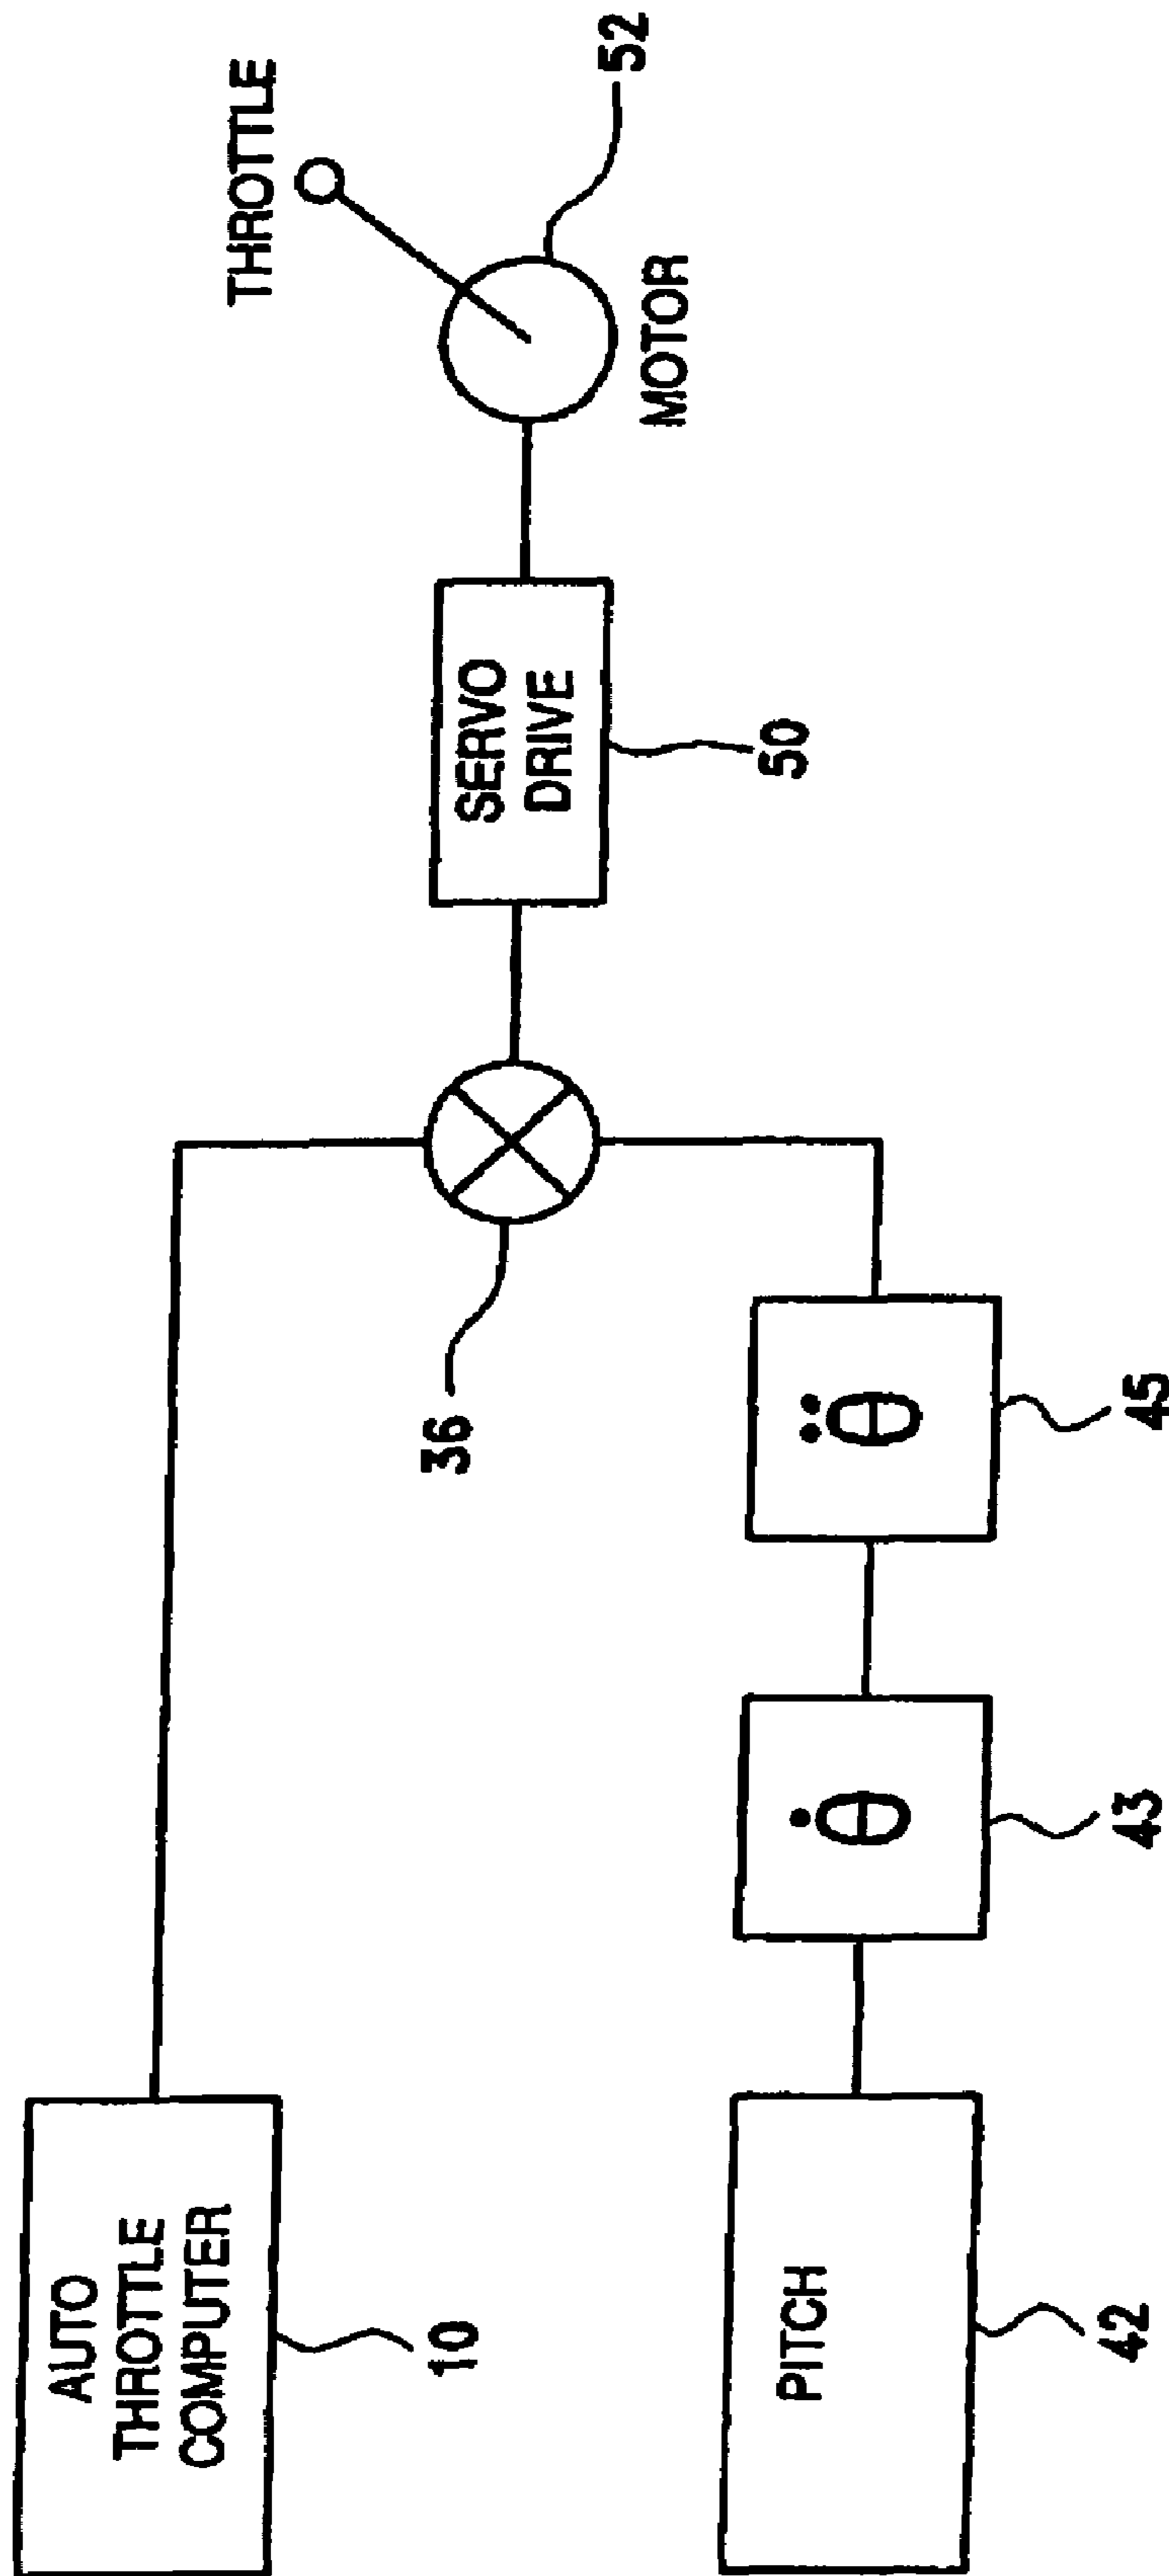 AUTO
THROTTLE
COMPUTER
10
36
SERVO
DRIVE
50
THROTTLE
MOTOR
52
PITCH
42
θ̇
43
θ̈
45